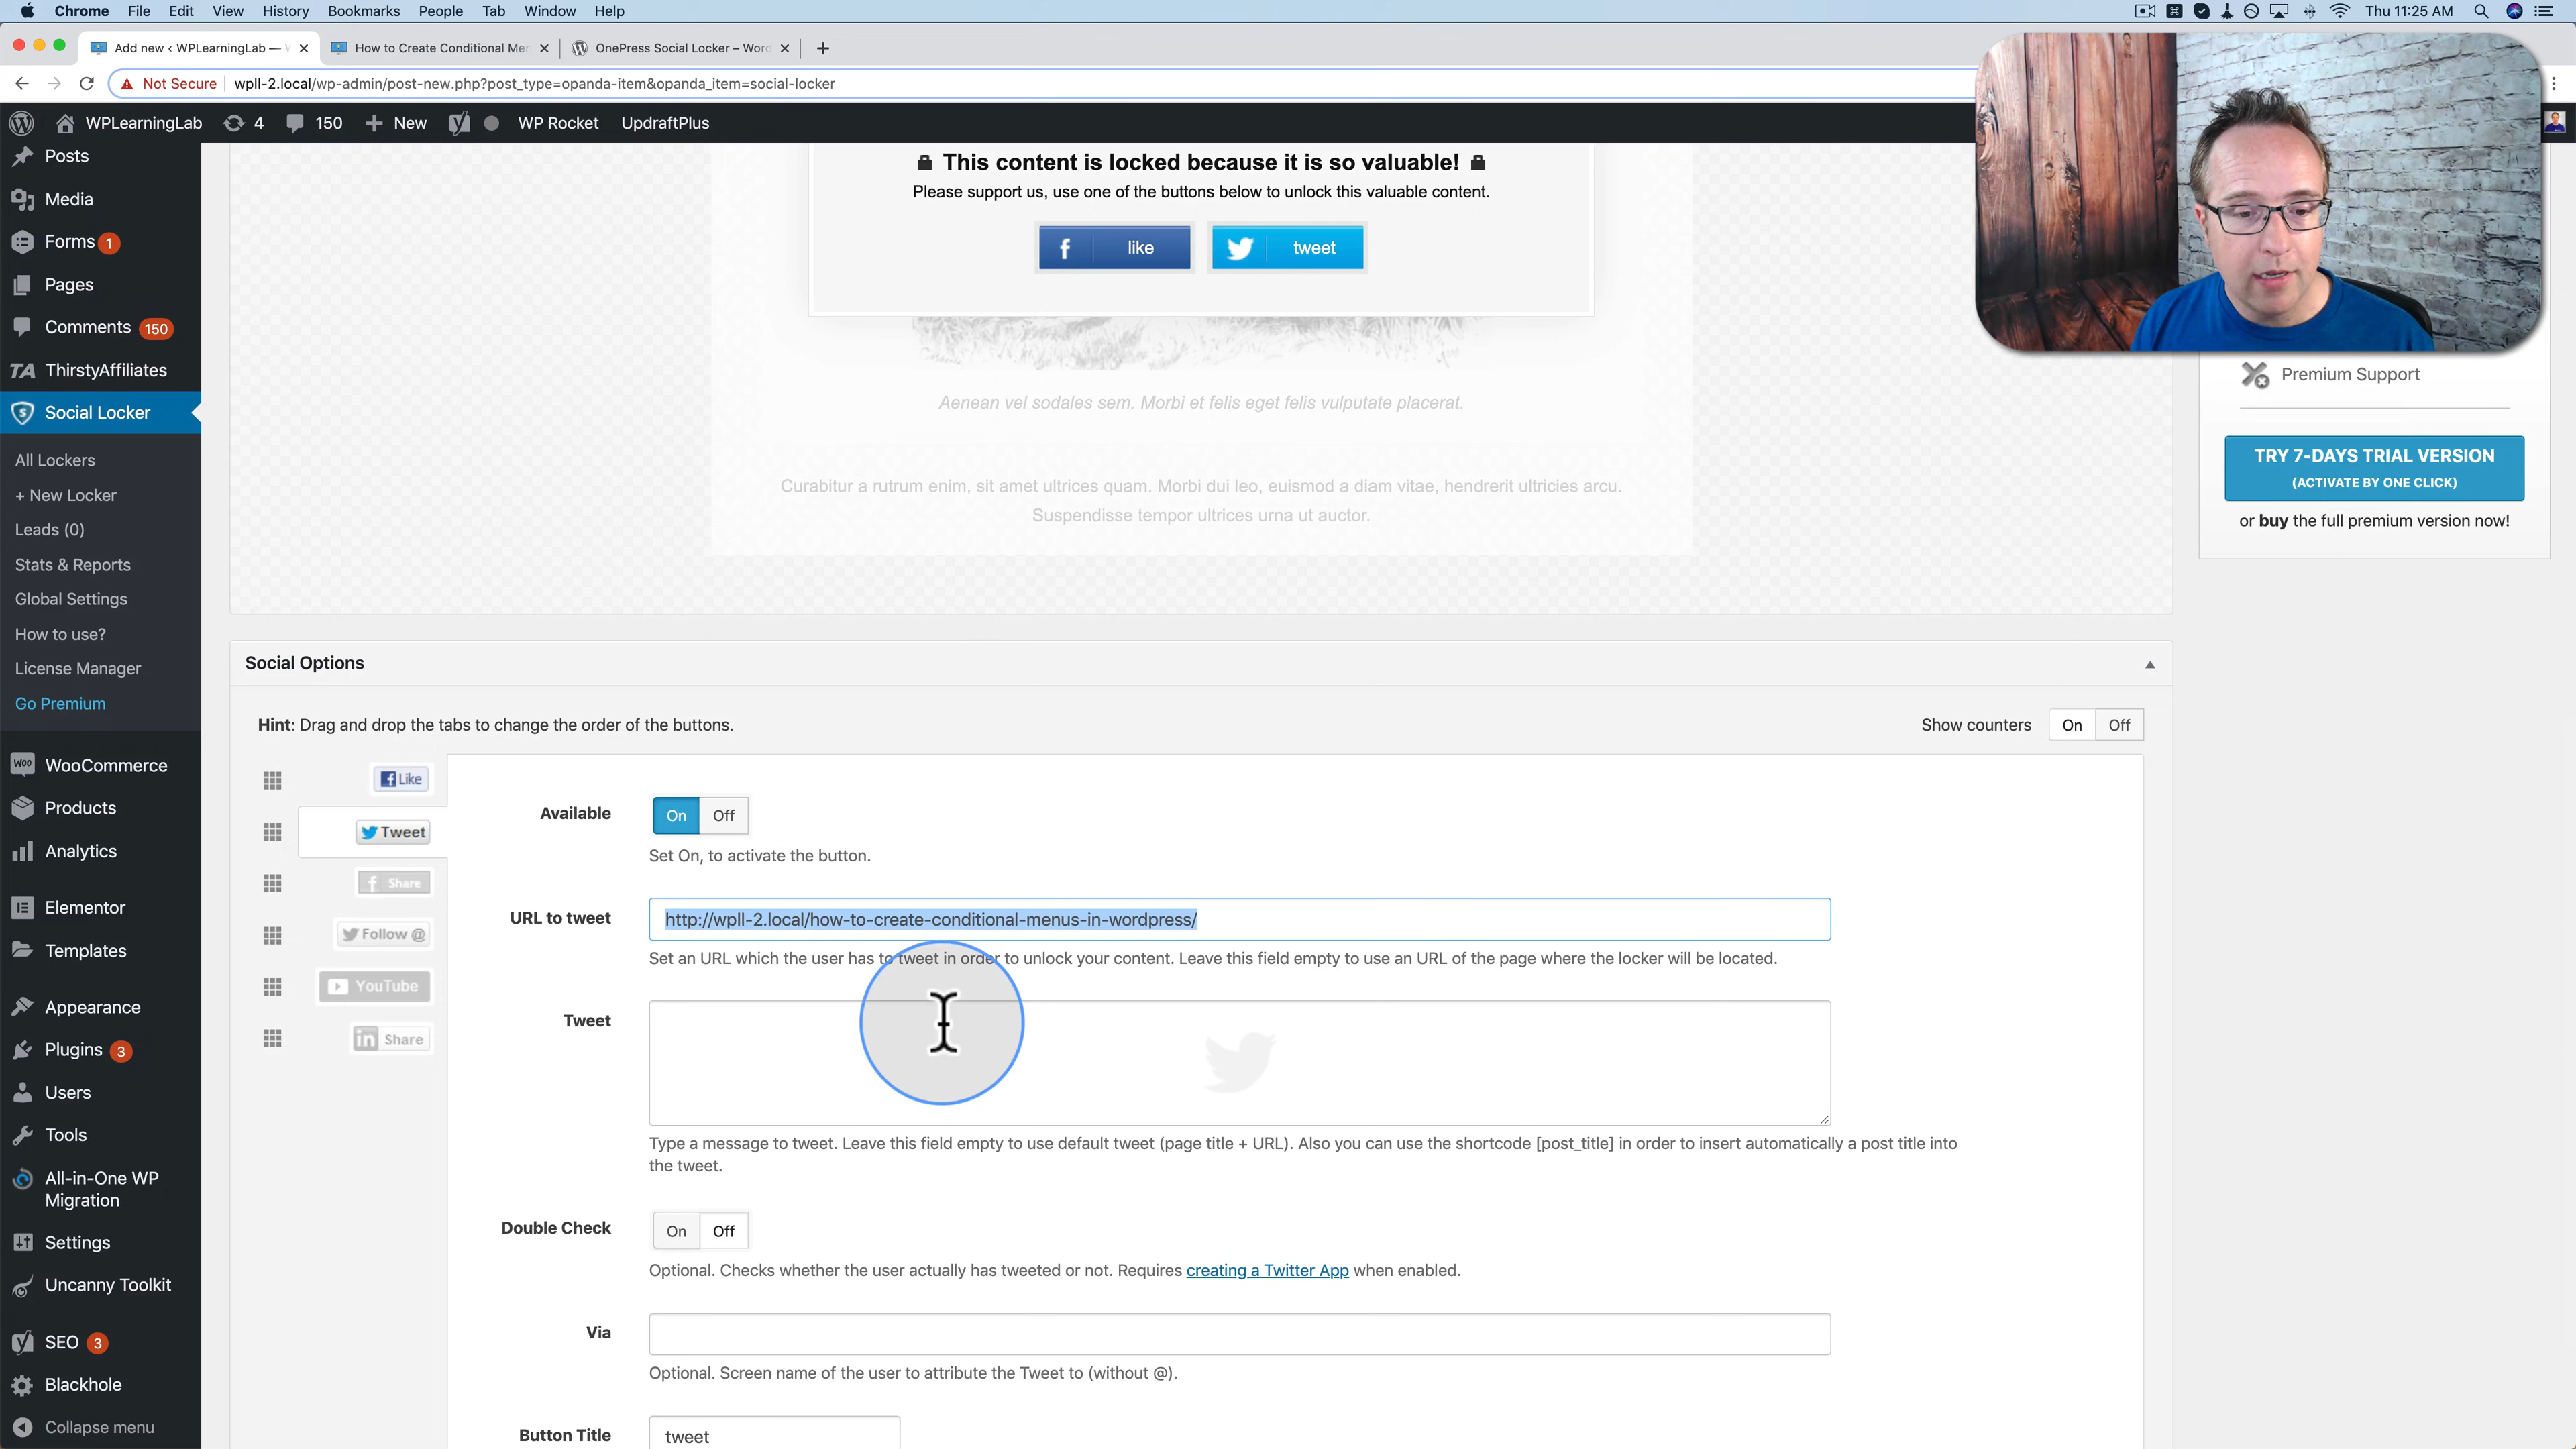 Chrome File Edit View History Bookmarks People Tab Window Help Thu 11:25 AM
Add new ‹ WPLearningLab — W How to Create Conditional Men OnePress Social Locker – Word
Not Secure wpll-2.local/wp-admin/post-new.php?post_type=opanda-item&opanda_item=social-locker
WPLearningLab 4 150 New WP Rocket UpdraftPlus
Posts
Media
Forms 1
Pages
Comments 150
ThirstyAffiliates
Social Locker
All Lockers
+ New Locker
Leads (0)
Stats & Reports
Global Settings
How to use?
License Manager
Go Premium
WooCommerce
Products
Analytics
Elementor
Templates
Appearance
Plugins 3
Users
Tools
All-in-One WP
Migration
Settings
Uncanny Toolkit
SEO 3
Blackhole
Collapse menu
This content is locked because it is so valuable!
Please support us, use one of the buttons below to unlock this valuable content.
like tweet
Aenean vel sodales sem. Morbi et felis eget felis vulputate placerat.
Curabitur a rutrum enim, sit amet ultrices quam. Morbi dui leo, euismod a diam vitae, hendrerit ultricies arcu.
Suspendisse tempor ultrices urna ut auctor.
Premium Support
TRY 7-DAYS TRIAL VERSION
(ACTIVATE BY ONE CLICK)
or buy the full premium version now!
Social Options
Hint: Drag and drop the tabs to change the order of the buttons.
Show counters On Off
Like
Tweet
Share
Follow @
YouTube
in Share
Available On Off
Set On, to activate the button.
URL to tweet http://wpll-2.local/how-to-create-conditional-menus-in-wordpress/
Set an URL which the user has to tweet in order to unlock your content. Leave this field empty to use an URL of the page where the locker will be located.
Tweet
Type a message to tweet. Leave this field empty to use default tweet (page title + URL). Also you can use the shortcode [post_title] in order to insert automatically a post title into
the tweet.
Double Check On Off
Optional. Checks whether the user actually has tweeted or not. Requires creating a Twitter App when enabled.
Via
Optional. Screen name of the user to attribute the Tweet to (without @).
Button Title tweet